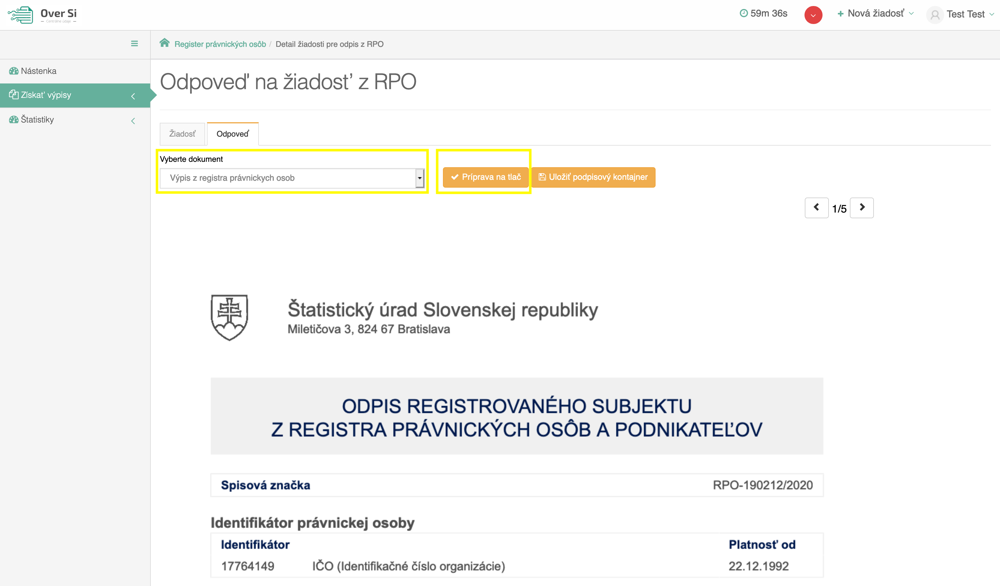 Over Si
Centrálne údaje
59m 36s
Nová žiadosť
Test Test
Register právnických osôb / Detail žiadosti pre odpis z RPO
Nástenka
Získať výpisy
Štatistiky
Odpoveď na žiadosť z RPO
Žiadosť
Odpoveď
Vyberte dokument
Výpis z registra právnickych osob
Príprava na tlač
Uložiť podpisový kontajner
1/5
Štatistický úrad Slovenskej republiky
Miletičova 3, 824 67 Bratislava
ODPIS REGISTROVANÉHO SUBJEKTU
Z REGISTRA PRÁVNICKÝCH OSÔB A PODNIKATEĽOV
Spisová značka RPO-190212/2020
Identifikátor právnickej osoby
Identifikátor Platnosť od
17764149 IČO (Identifikačné číslo organizácie) 22.12.1992